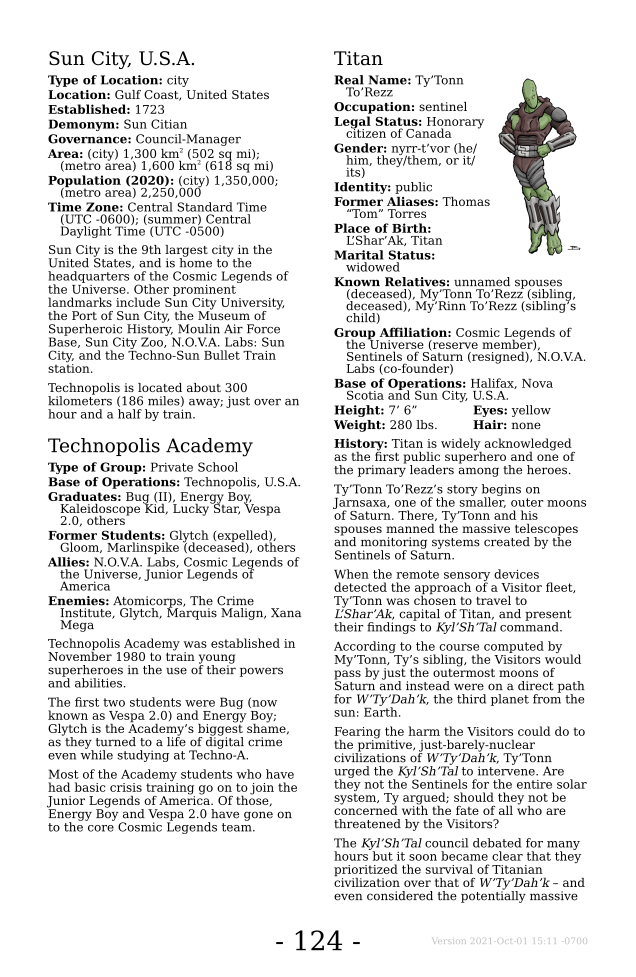 Sun City, U.S.A.
Type of Location: city
Location: Gulf Coast, United States
Established: 1723
Demonym: Sun Citian
Governance: Council-Manager
Area: (city) 1,300 km² (502 sq mi);
(metro area) 1,600 km² (618 sq mi)
Population (2020): (city) 1,350,000;
(metro area) 2,250,000
Time Zone: Central Standard Time
(UTC -0600); (summer) Central
Daylight Time (UTC -0500)
Sun City is the 9th largest city in the
United States, and is home to the
headquarters of the Cosmic Legends of
the Universe. Other prominent
landmarks include Sun City University,
the Port of Sun City, the Museum of
Superheroic History, Moulin Air Force
Base, Sun City Zoo, N.O.V.A. Labs: Sun
City, and the Techno-Sun Bullet Train
station.
Technopolis is located about 300
kilometers (186 miles) away; just over an
hour and a half by train.
Technopolis Academy
Type of Group: Private School
Base of Operations: Technopolis, U.S.A.
Graduates: Bug (II), Energy Boy,
Kaleidoscope Kid, Lucky Star, Vespa
2.0, others
Former Students: Glytch (expelled),
Gloom, Marlinspike (deceased), others
Allies: N.O.V.A. Labs, Cosmic Legends of
the Universe, Junior Legends of
America
Enemies: Atomicorps, The Crime
Institute, Glytch, Marquis Malign, Xana
Mega
Technopolis Academy was established in
November 1980 to train young
superheroes in the use of their powers
and abilities.
The first two students were Bug (now
known as Vespa 2.0) and Energy Boy;
Glytch is the Academy's biggest shame,
as they turned to a life of digital crime
even while studying at Techno-A.
Most of the Academy students who have
had basic crisis training go on to join the
Junior Legends of America. Of those,
Energy Boy and Vespa 2.0 have gone on
to the core Cosmic Legends team.
Titan
Real Name: Ty'Tonn
To'Rezz
Occupation: sentinel
Legal Status: Honorary
citizen of Canada
Gender: nyrr-t'vor (he/
him, they/them, or it/
its)
Identity: public
Former Aliases: Thomas
"Tom" Torres
Place of Birth:
L'Shar'Ak, Titan
Marital Status:
widowed
Known Relatives: unnamed spouses
(deceased), My'Tonn To'Rezz (sibling,
deceased), My'Rinn To'Rezz (sibling's
child)
Group Affiliation: Cosmic Legends of
the Universe (reserve member),
Sentinels of Saturn (resigned), N.O.V.A.
Labs (co-founder)
Base of Operations: Halifax, Nova
Scotia and Sun City, U.S.A.
Height: 7' 6" Eyes: yellow
Weight: 280 lbs. Hair: none
History: Titan is widely acknowledged
as the first public superhero and one of
the primary leaders among the heroes.
Ty'Tonn To'Rezz's story begins on
Jarnsaxa, one of the smaller, outer moons
of Saturn. There, Ty'Tonn and his
spouses manned the massive telescopes
and monitoring systems created by the
Sentinels of Saturn.
When the remote sensory devices
detected the approach of a Visitor fleet,
Ty'Tonn was chosen to travel to
L'Shar'Ak, capital of Titan, and present
their findings to Kyl'Sh'Tal command.
According to the course computed by
My'Tonn, Ty's sibling, the Visitors would
pass by just the outermost moons of
Saturn and instead were on a direct path
for W'Ty'Dah'k, the third planet from the
sun: Earth.
Fearing the harm the Visitors could do to
the primitive, just-barely-nuclear
civilizations of W'Ty'Dah'k, Ty'Tonn
urged the Kyl'Sh'Tal to intervene. Are
they not the Sentinels for the entire solar
system, Ty argued; should they not be
concerned with the fate of all who are
threatened by the Visitors?
The Kyl'Sh'Tal council debated for many
hours but it soon became clear that they
prioritized the survival of Titanian
civilization over that of W'Ty'Dah'k – and
even considered the potentially massive
- 124 -
Version 2021-Oct-01 15:11 -0700